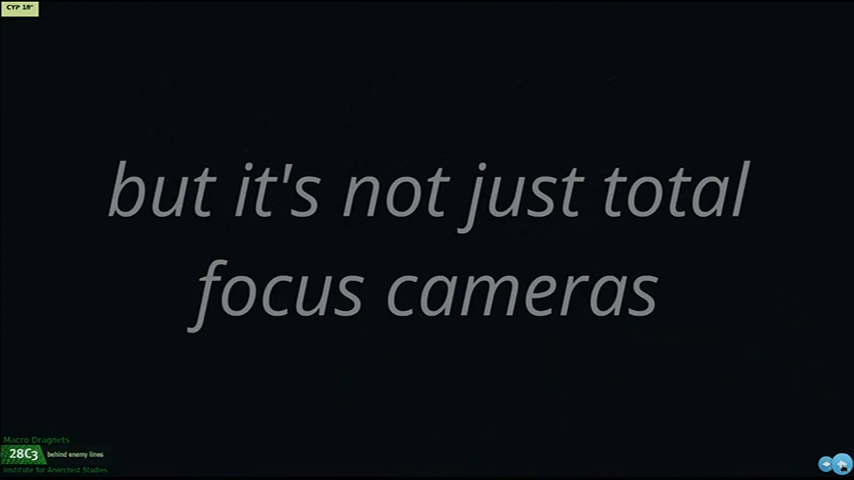 CYP 18"
but it's not just total
focus cameras
Macro Dragnets
28C3 behind enemy lines
Institute for Anarchist Studies